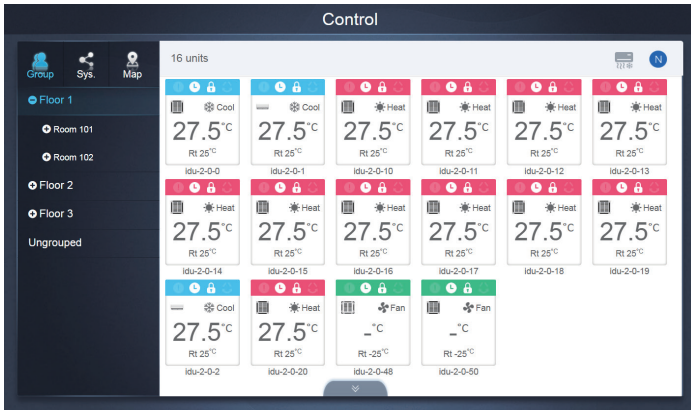 Control
Group Sys. Map
16 units
N
Floor 1
Room 101
Room 102
Floor 2
Floor 3
Ungrouped
Cool Cool Heat Heat Heat Heat
27.5°C 27.5°C 27.5°C 27.5°C 27.5°C 27.5°C
Rt 25°C Rt 25°C Rt 25°C Rt 25°C Rt 25°C Rt 25°C
idu-2-0-0 idu-2-0-1 idu-2-0-10 idu-2-0-11 idu-2-0-12 idu-2-0-13
Heat Heat Heat Heat Heat Heat
27.5°C 27.5°C 27.5°C 27.5°C 27.5°C 27.5°C
Rt 25°C Rt 25°C Rt 25°C Rt 25°C Rt 25°C Rt 25°C
idu-2-0-14 idu-2-0-15 idu-2-0-16 idu-2-0-17 idu-2-0-18 idu-2-0-19
Cool Heat Fan Fan
27.5°C 27.5°C _°C _°C
Rt 25°C Rt 25°C Rt -25°C Rt -25°C
idu-2-0-2 idu-2-0-20 idu-2-0-48 idu-2-0-50